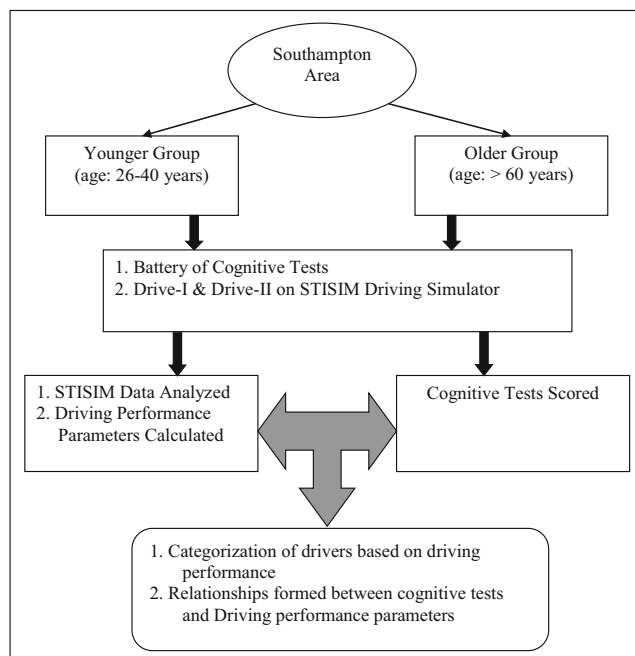 Southampton
Area
Younger Group
(age: 26-40 years)
Older Group
(age: > 60 years)
1. Battery of Cognitive Tests
2. Drive-I & Drive-II on STISIM Driving Simulator
1. STISIM Data Analyzed
2. Driving Performance
Parameters Calculated
Cognitive Tests Scored
1. Categorization of drivers based on driving
performance
2. Relationships formed between cognitive tests
and Driving performance parameters